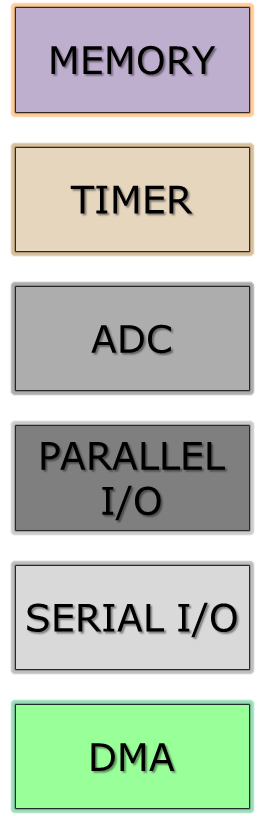 MEMORY
TIMER
ADC
PARALLEL
I/O
SERIAL I/O
DMA